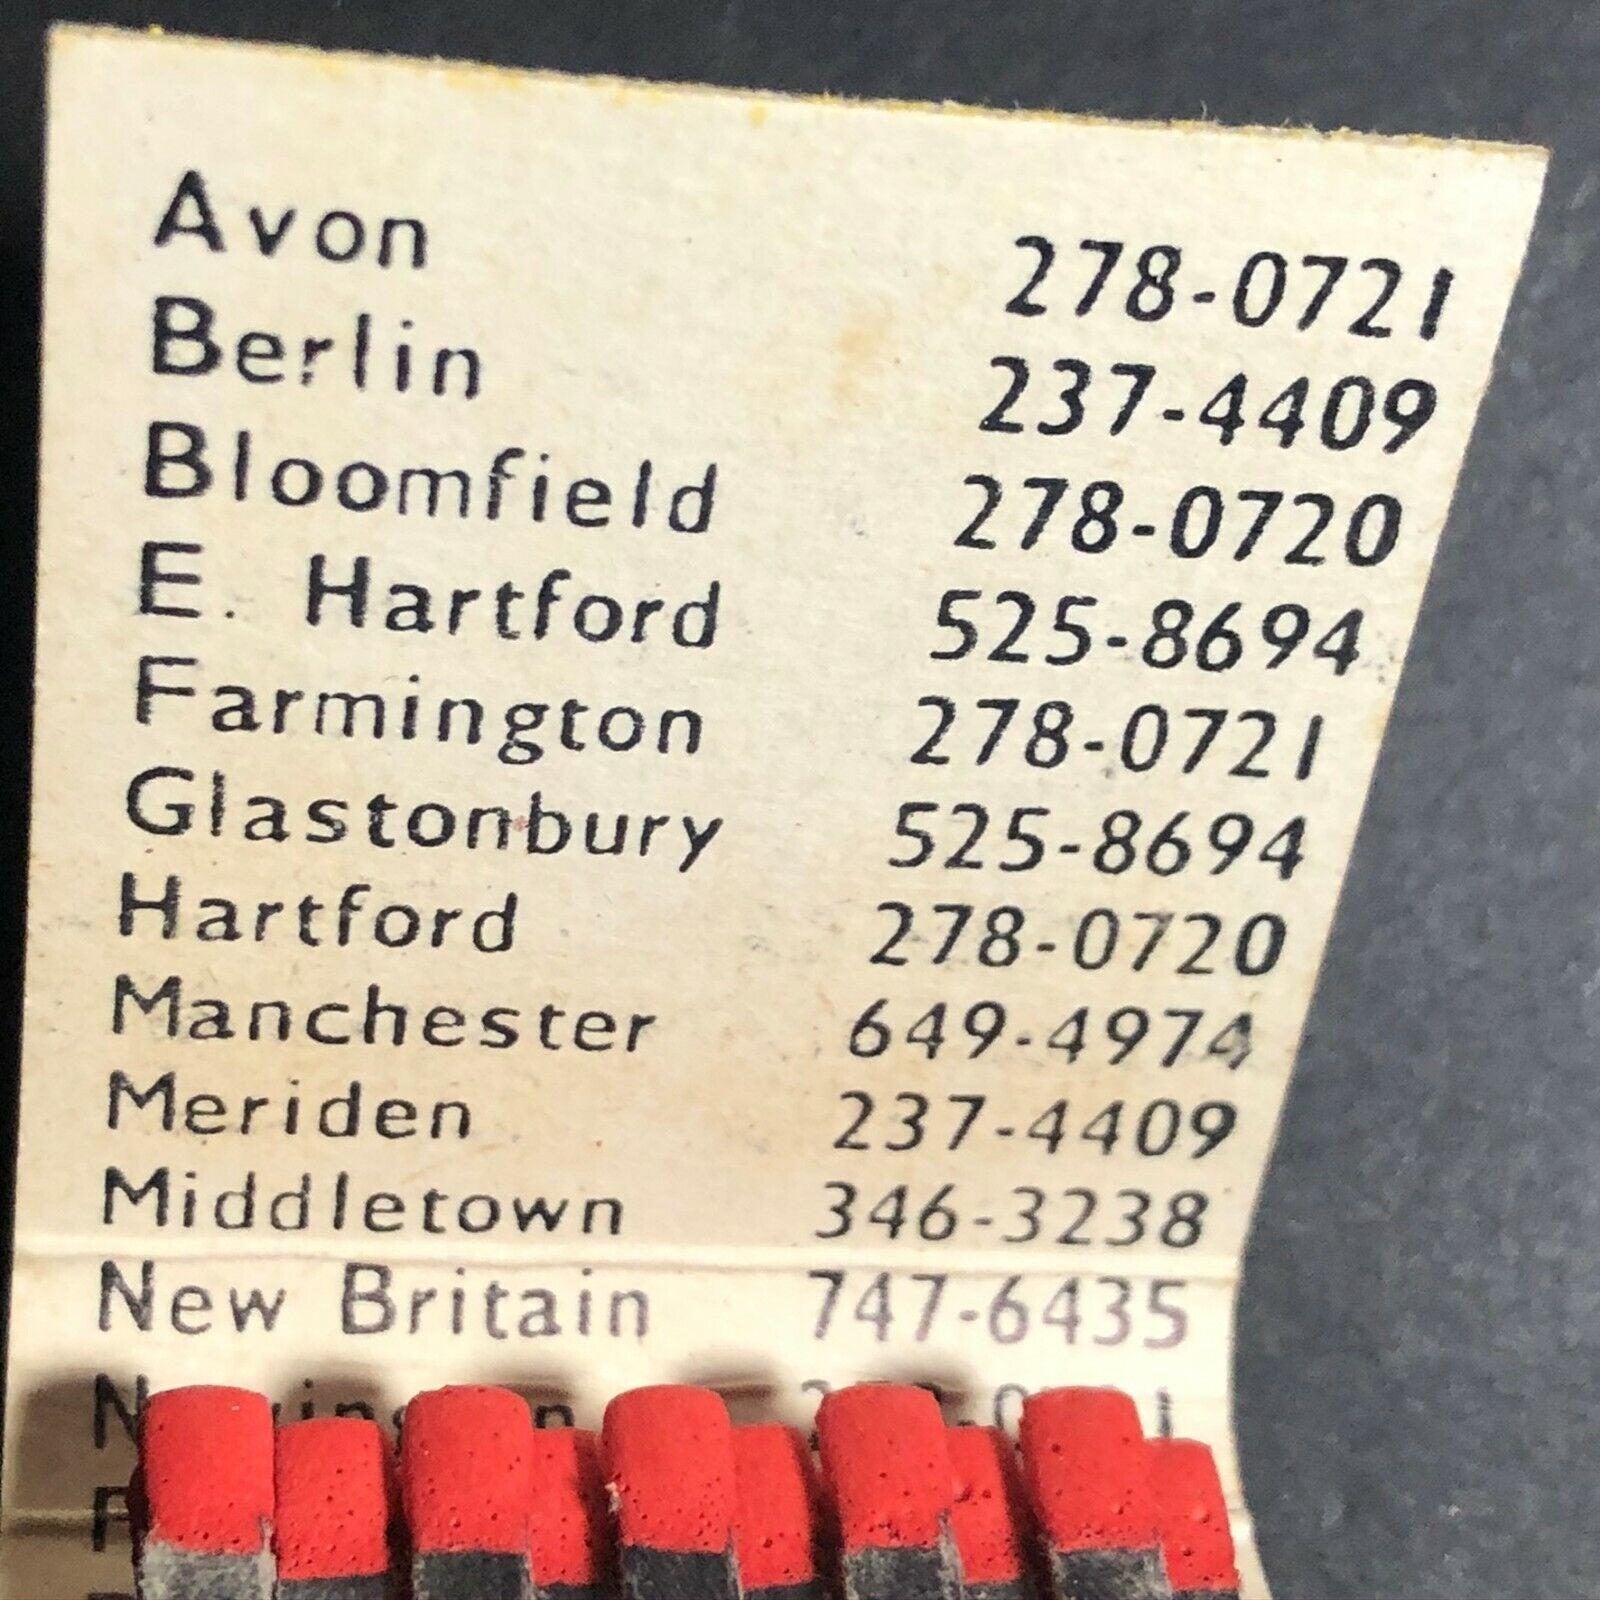 Avon 278-0721
Berlin 237-4409
Bloomfield 278-0720
E. Hartford 525-8694
Farmington 278-0721
Glastonbury 525-8694
Hartford 278-0720
Manchester 649-4974
Meriden 237-4409
Middletown 346-3238
New Britain 747-6435